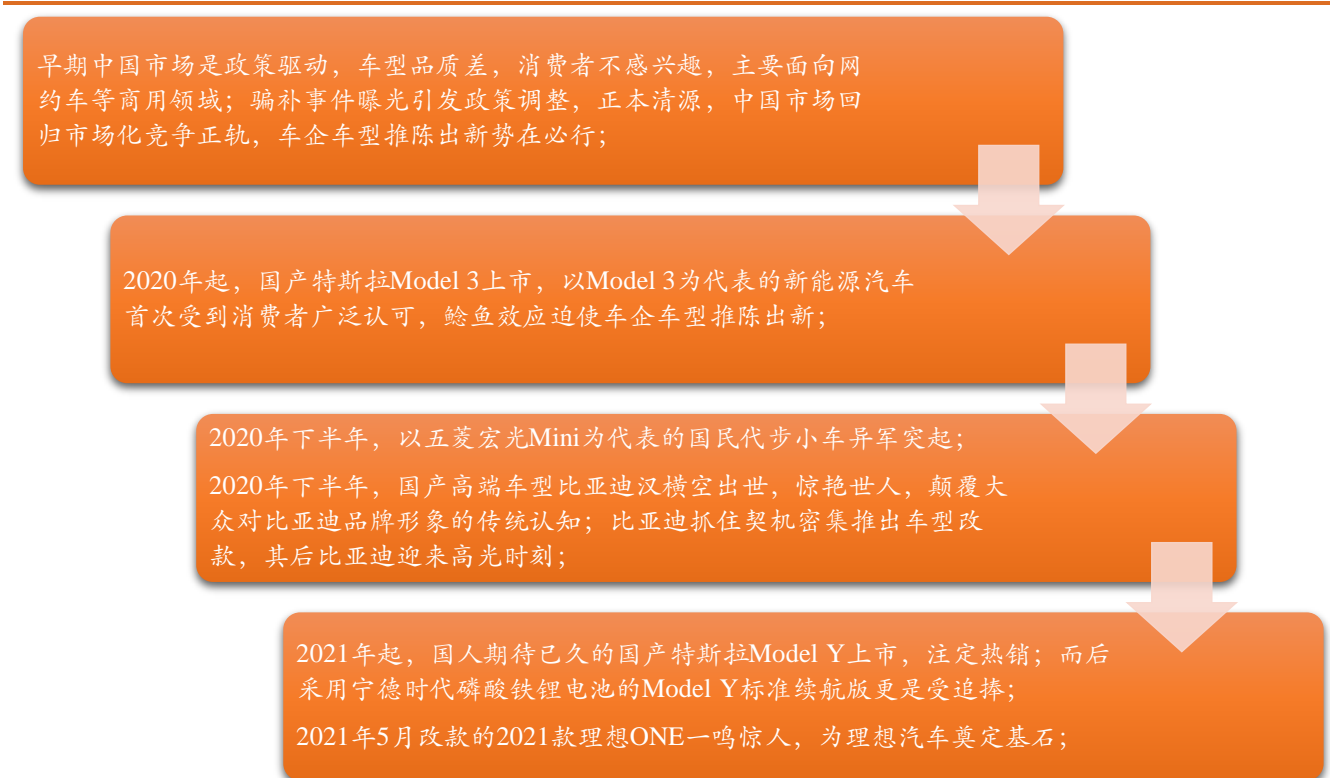 早期中国市场是政策驱动，车型品质差，消费者不感兴趣，主要面向网
约车等商用领域；骗补事件曝光引发政策调整，正本清源，中国市场回
归市场化竞争正轨，车企车型推陈出新势在必行；
2020年起，国产特斯拉Model 3上市，以Model 3为代表的新能源汽车
首次受到消费者广泛认可，鲶鱼效应迫使车企车型推陈出新；
2020年下半年，以五菱宏光Mini为代表的国民代步小车异军突起；
2020年下半年，国产高端车型比亚迪汉横空出世，惊艳世人，颠覆大
众对比亚迪品牌形象的传统认知；比亚迪抓住契机密集推出车型改
款，其后比亚迪迎来高光时刻；
2021年起，国人期待已久的国产特斯拉Model Y上市，注定热销；而后
采用宁德时代磷酸铁锂电池的Model Y标准续航版更是受追捧；
2021年5月改款的2021款理想ONE一鸣惊人，为理想汽车奠定基石；